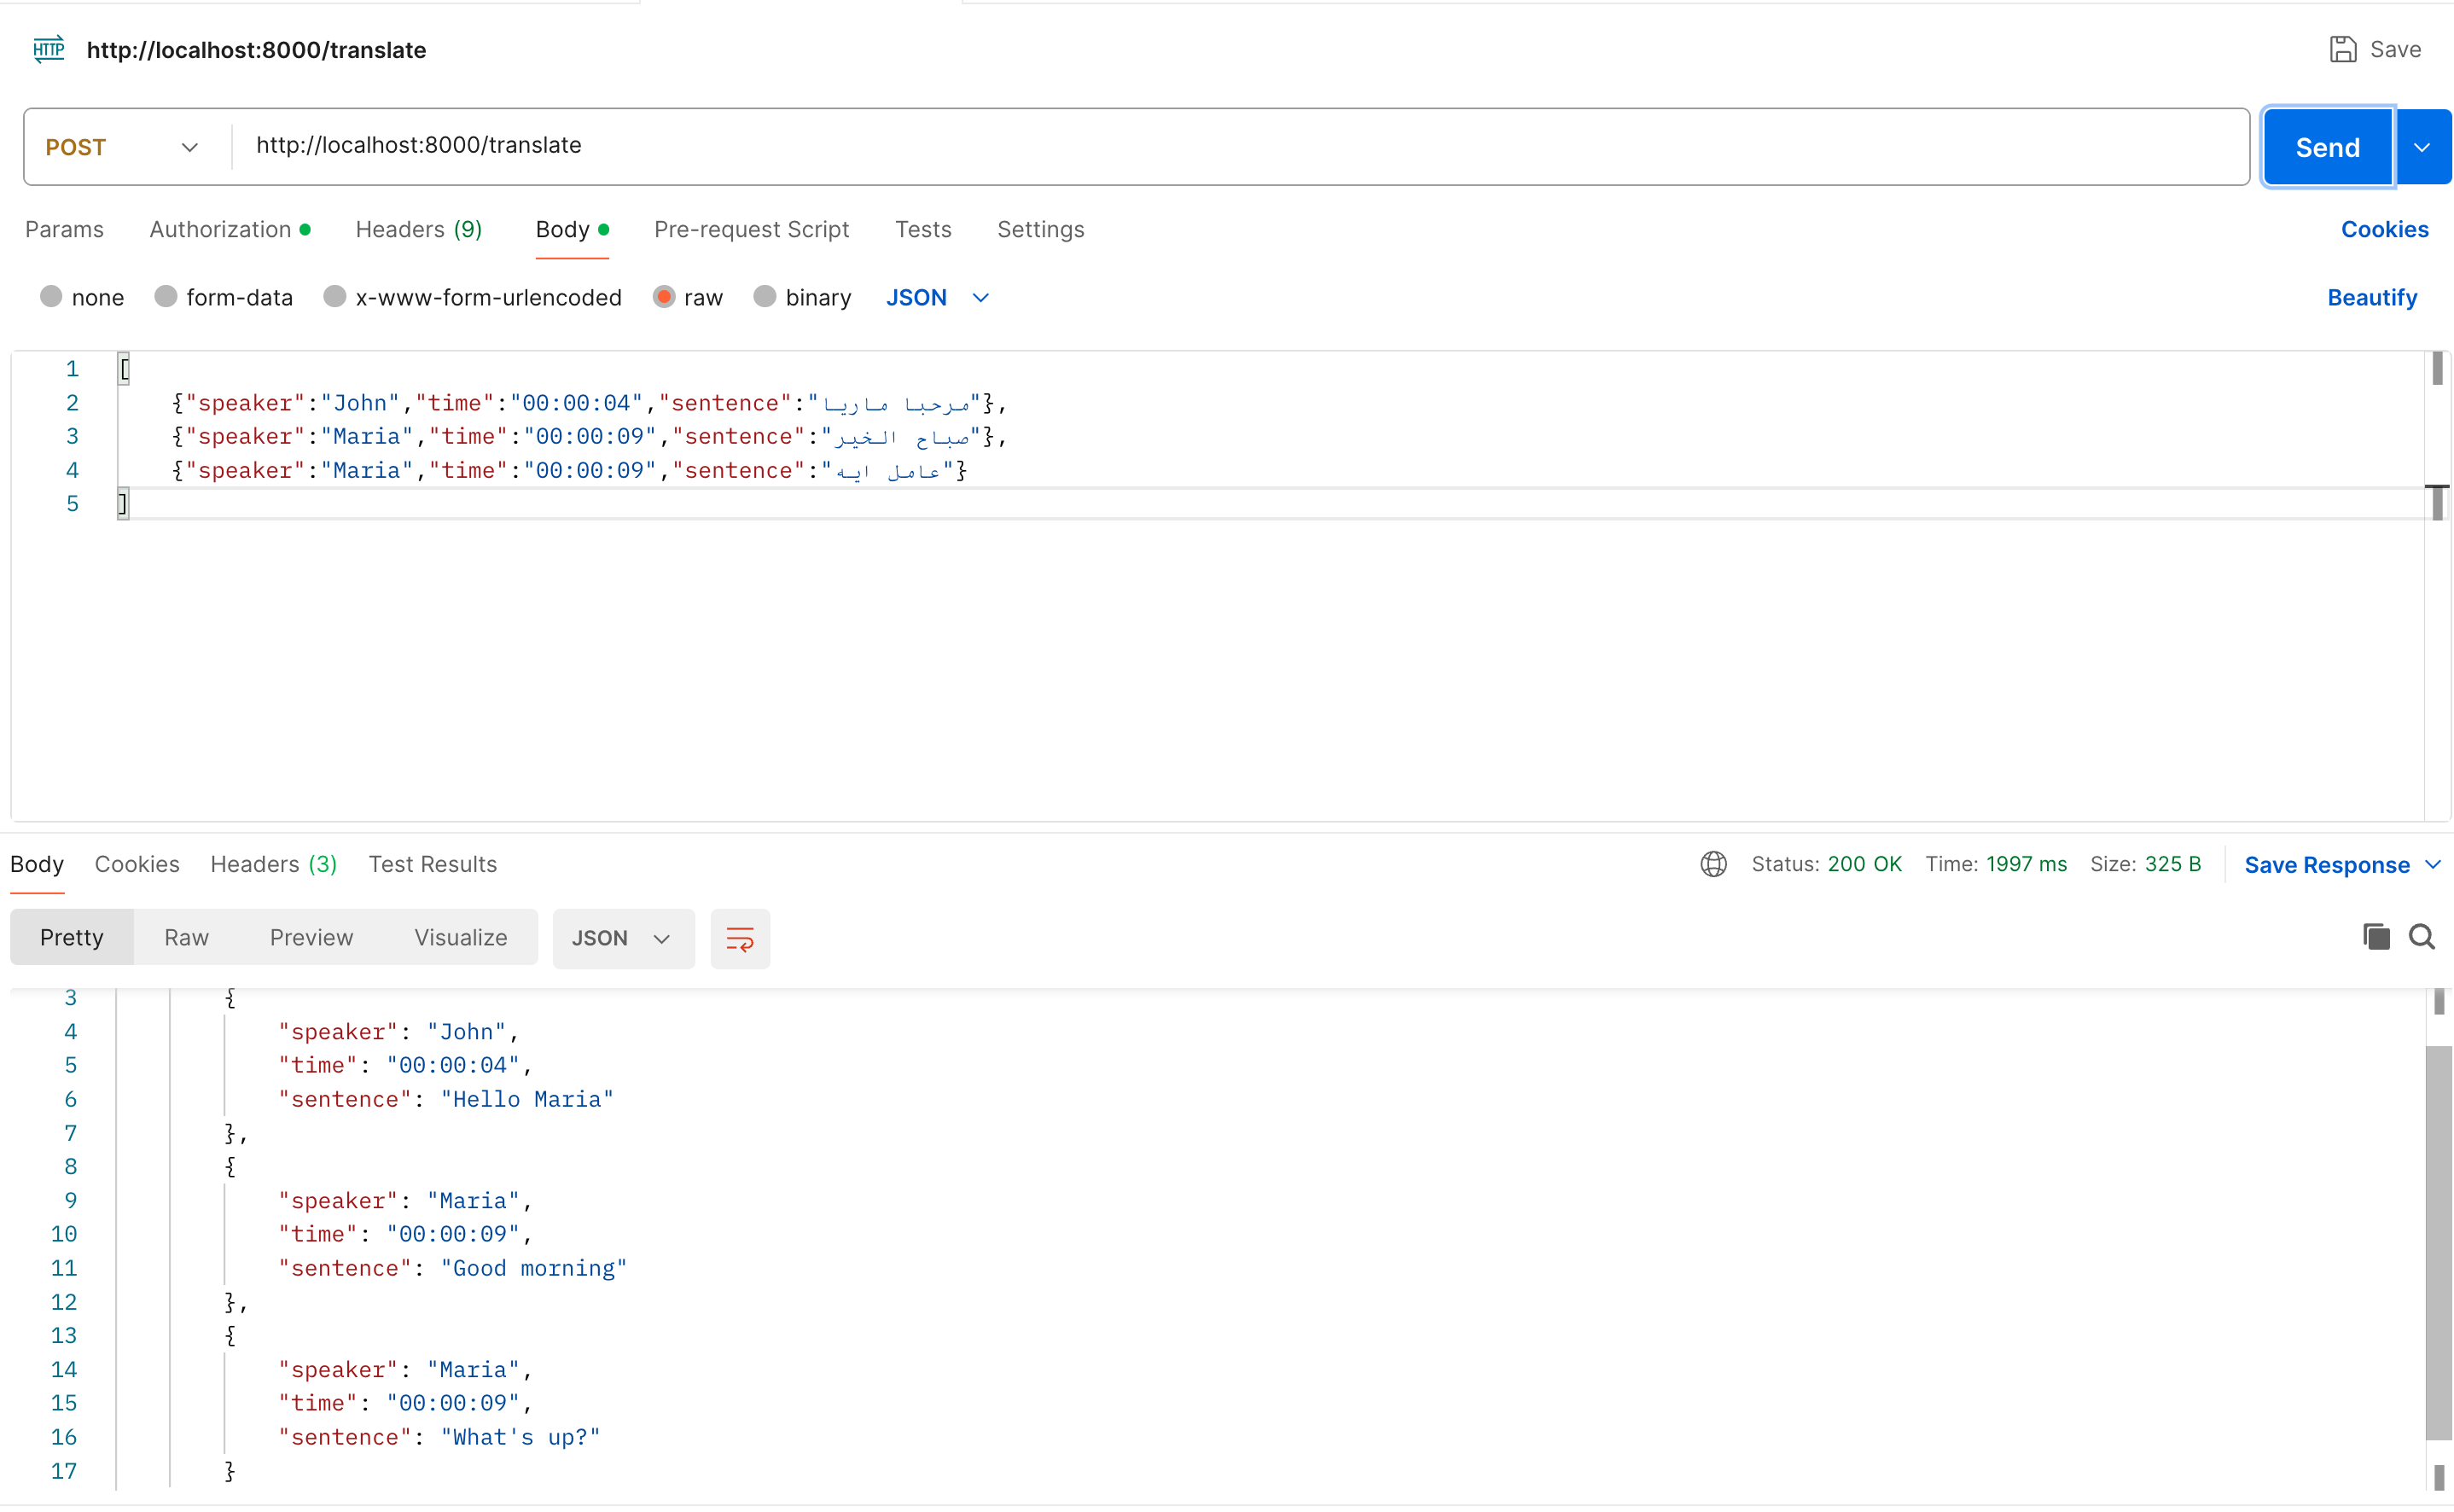 HTTP http://localhost:8000/translate Save
POST http://localhost:8000/translate Send
Params Authorization Headers (9) Body Pre-request Script Tests Settings Cookies
none form-data x-www-form-urlencoded raw binary JSON Beautify
1 [
2 {"speaker":"John","time":"00:00:04","sentence":"مرحبا ماريا"},
3 {"speaker":"Maria","time":"00:00:09","sentence":"صباح الخير"},
4 {"speaker":"Maria","time":"00:00:09","sentence":"عامل ايه"}
5 ]
Body Cookies Headers (3) Test Results Status: 200 OK Time: 1997 ms Size: 325 B Save Response
Pretty Raw Preview Visualize JSON
3 {
4 "speaker": "John",
5 "time": "00:00:04",
6 "sentence": "Hello Maria"
7 },
8 {
9 "speaker": "Maria",
10 "time": "00:00:09",
11 "sentence": "Good morning"
12 },
13 {
14 "speaker": "Maria",
15 "time": "00:00:09",
16 "sentence": "What's up?"
17 }